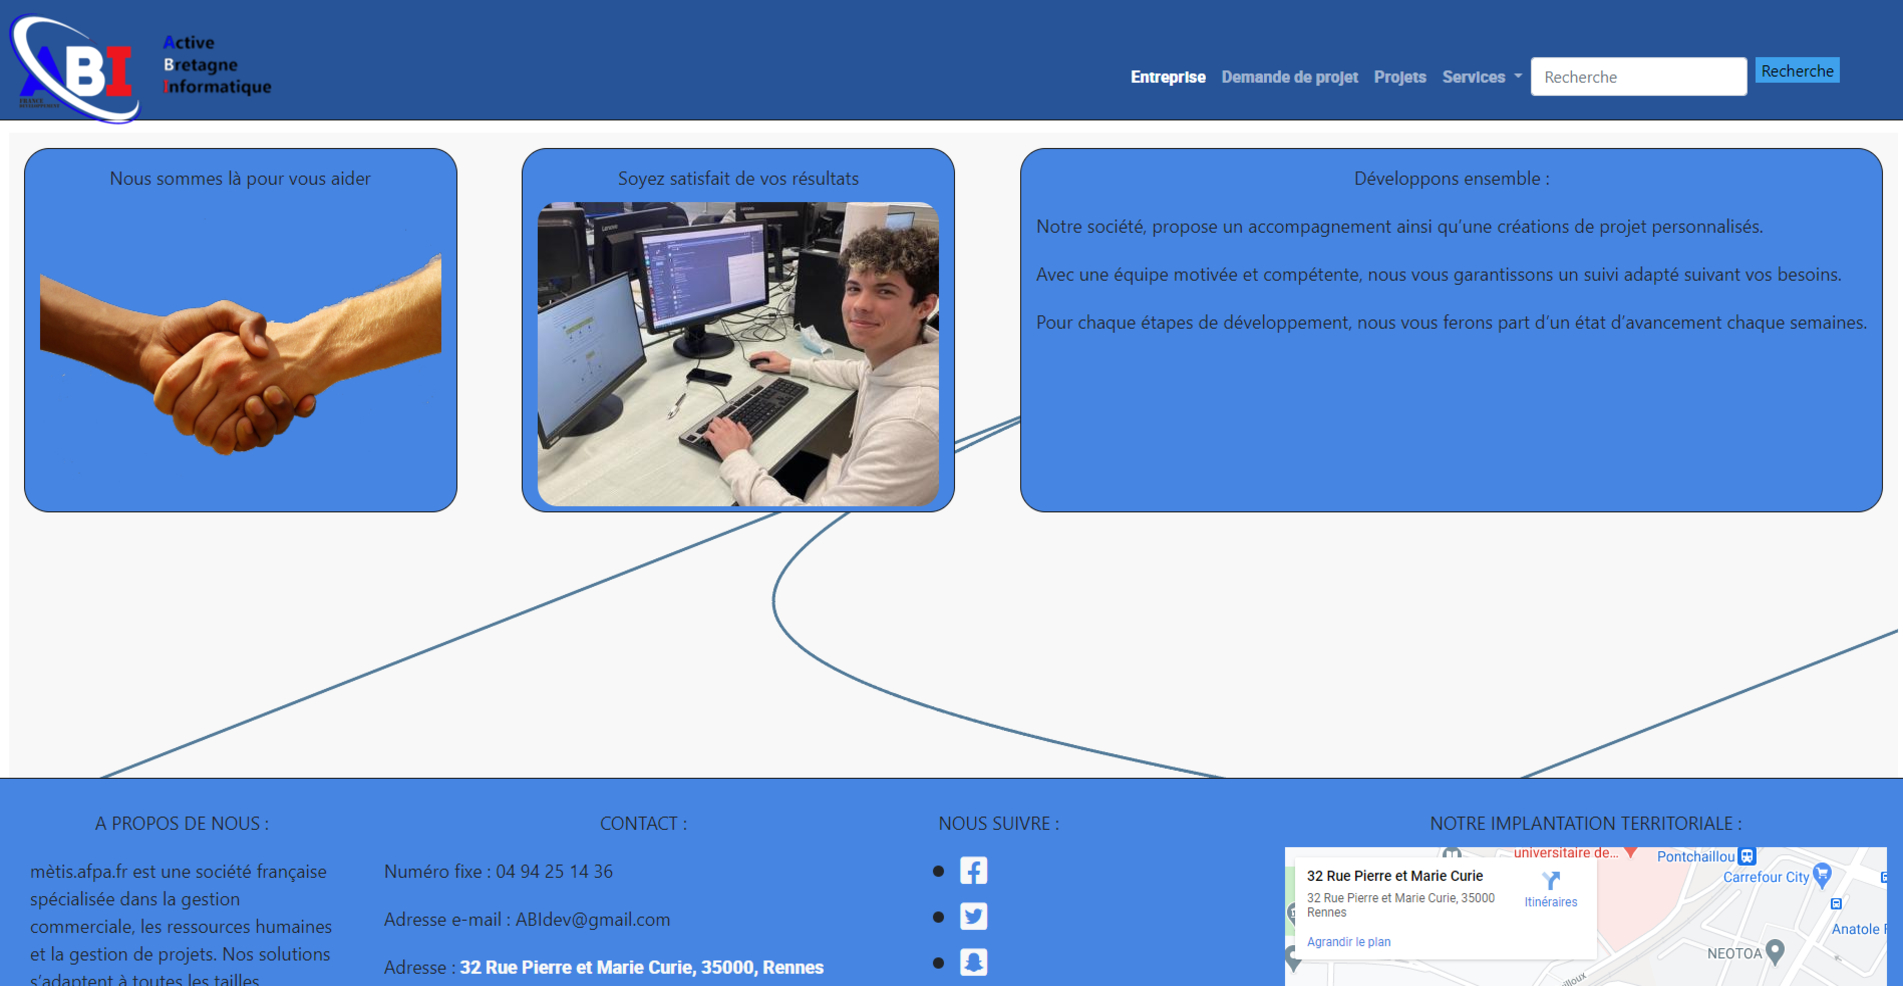 ABI
Active
Bretagne
Informatique
Entreprise
Demande de projet
Projets
Services
Recherche
Recherche
Nous sommes là pour vous aider
Soyez satisfait de vos résultats
Lenovo
Développons ensemble :
Notre société, propose un accompagnement ainsi qu’une créations de projet personnalisés.
Avec une équipe motivée et compétente, nous vous garantissons un suivi adapté suivant vos besoins.
Pour chaque étapes de développement, nous vous ferons part d’un état d’avancement chaque semaines.
A PROPOS DE NOUS :
mètis.afpa.fr est une société française
spécialisée dans la gestion
commerciale, les ressources humaines
et la gestion de projets. Nos solutions
s’adaptent à toutes les tailles
CONTACT :
Numéro fixe : 04 94 25 14 36
Adresse e-mail : ABIdev@gmail.com
Adresse : 32 Rue Pierre et Marie Curie, 35000, Rennes
NOUS SUIVRE :
NOTRE IMPLANTATION TERRITORIALE :
universitaire de...
Pontchaillou
32 Rue Pierre et Marie Curie
32 Rue Pierre et Marie Curie, 35000
Rennes
Itinéraires
Agrandir le plan
Carrefour City
Anatole F
NEOTOA